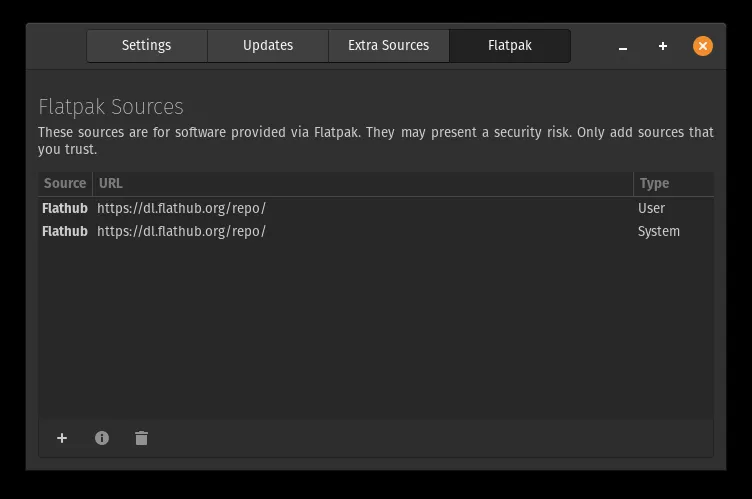 Settings Updates Extra Sources Flatpak
Flatpak Sources
These sources are for software provided via Flatpak. They may present a security risk. Only add sources that
you trust.
Source URL Type
Flathub https://dl.flathub.org/repo/ User
Flathub https://dl.flathub.org/repo/ System